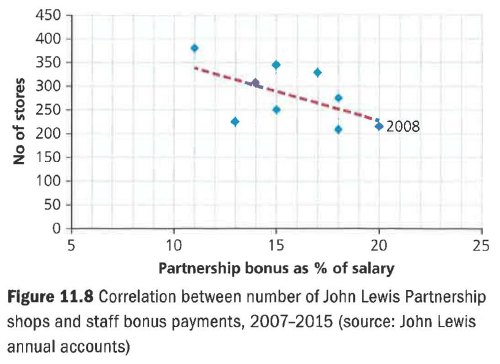 450
400
350
300
250
200
150
100
50
0
No of stores
2008
5 10 15 20 25
Partnership bonus as % of salary
Figure 11.8 Correlation between number of John Lewis Partnership
shops and staff bonus payments, 2007–2015 (source: John Lewis
annual accounts)